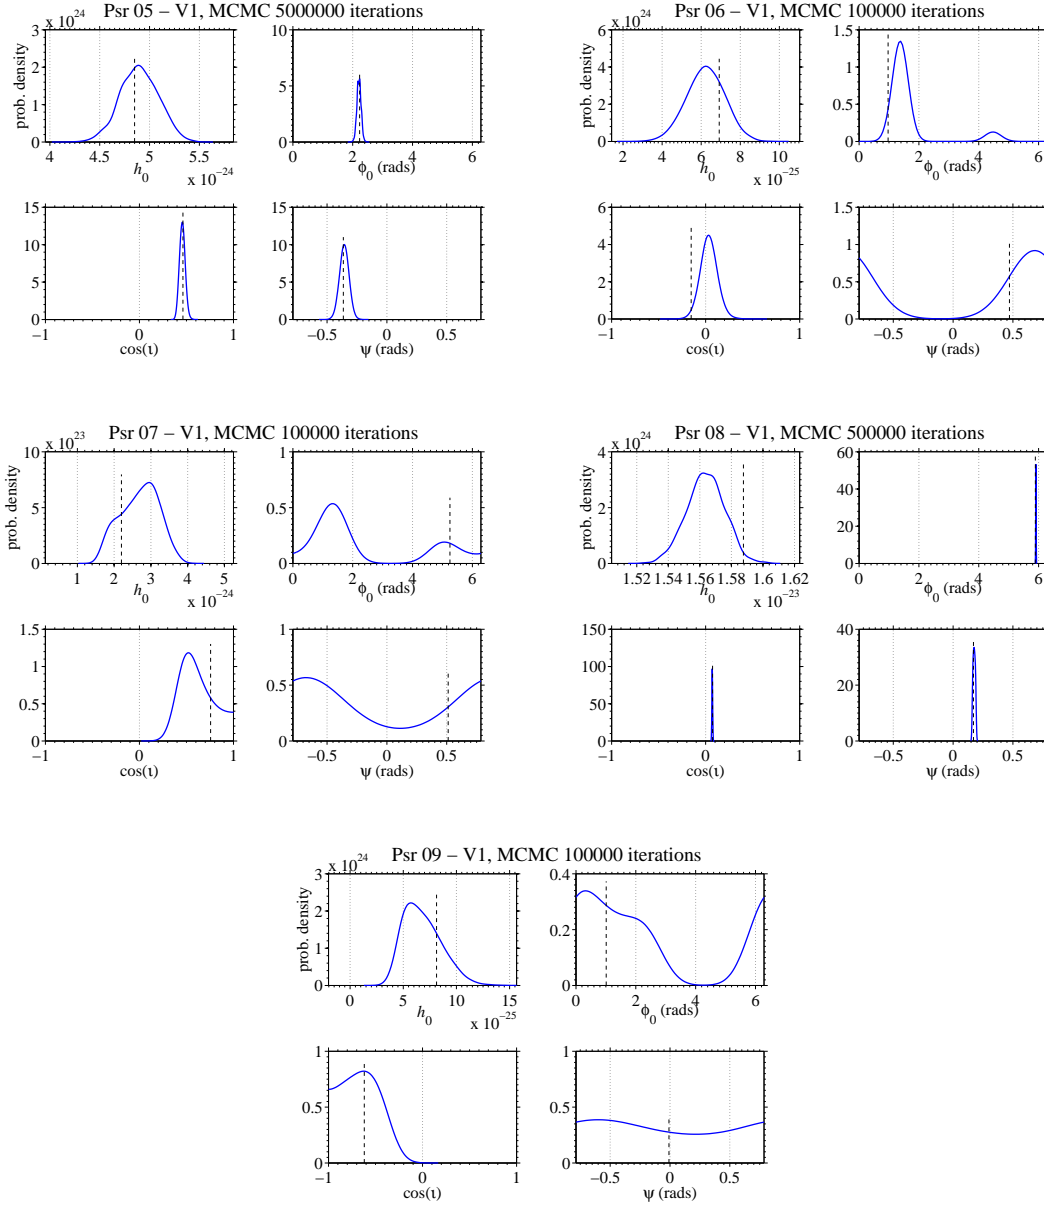 Psr 05 − V1, MCMC 5000000 iterations
x 10^24
prob. density
3
2
1
0
4 4.5 5 5.5
h_0
x 10^−24
10
5
0
0 2 4 6
ϕ_0 (rads)
15
10
5
0
−1 0 1
cos(ι)
15
10
5
0
−0.5 0 0.5
ψ (rads)
Psr 06 − V1, MCMC 100000 iterations
x 10^24
prob. density
6
4
2
0
2 4 6 8 10
h_0
x 10^−25
1.5
1
0.5
0
0 2 4 6
ϕ_0 (rads)
6
4
2
0
−1 0 1
cos(ι)
1.5
1
0.5
0
−0.5 0 0.5
ψ (rads)
Psr 07 − V1, MCMC 100000 iterations
x 10^23
prob. density
10
5
0
1 2 3 4 5
h_0
x 10^−24
1
0.5
0
0 2 4 6
ϕ_0 (rads)
1.5
1
0.5
0
−1 0 1
cos(ι)
1
0.5
0
−0.5 0 0.5
ψ (rads)
Psr 08 − V1, MCMC 500000 iterations
x 10^24
prob. density
4
2
0
1.52 1.54 1.56 1.58 1.6 1.62
h_0
x 10^−23
60
40
20
0
0 2 4 6
ϕ_0 (rads)
150
100
50
0
−1 0 1
cos(ι)
40
20
0
−0.5 0 0.5
ψ (rads)
Psr 09 − V1, MCMC 100000 iterations
x 10^24
prob. density
3
2
1
0
0 5 10 15
h_0
x 10^−25
0.4
0.2
0
0 2 4 6
ϕ_0 (rads)
1
0.5
0
−1 0 1
cos(ι)
1
0.5
0
−0.5 0 0.5
ψ (rads)